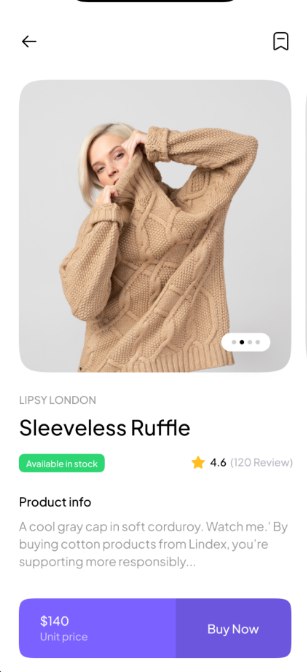 LIPSY LONDON
Sleeveless Ruffle
Available in stock
4.6 (120 Review)
Product info
A cool gray cap in soft corduroy. Watch me.' By
buying cotton products from Lindex, you're
supporting more responsibly...
$140
Unit price
Buy Now